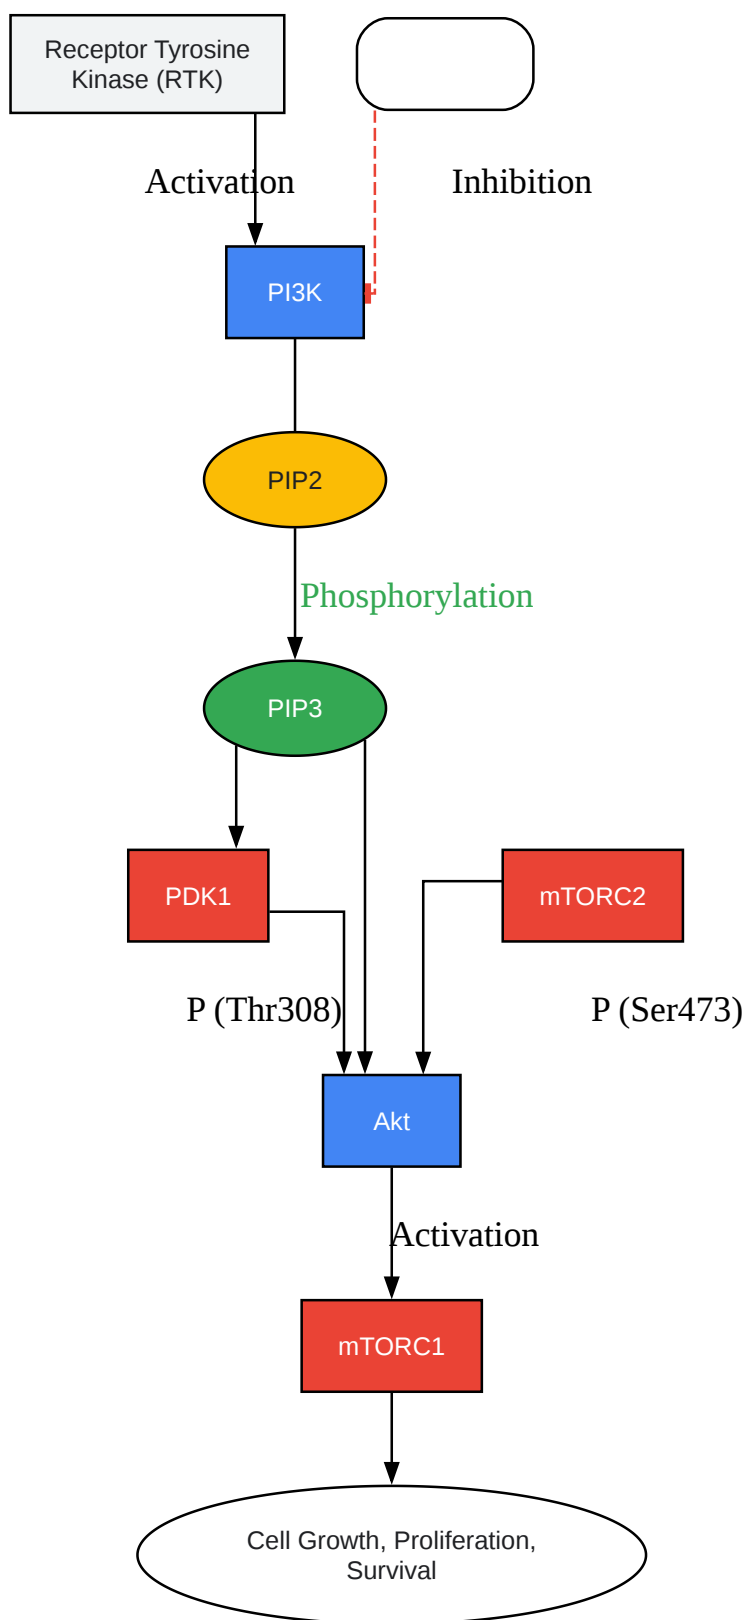 Receptor Tyrosine
Kinase (RTK)
Activation
Inhibition
PI3K
PIP2
Phosphorylation
PIP3
PDK1
mTORC2
P (Thr308)
P (Ser473)
Akt
Activation
mTORC1
Cell Growth, Proliferation,
Survival